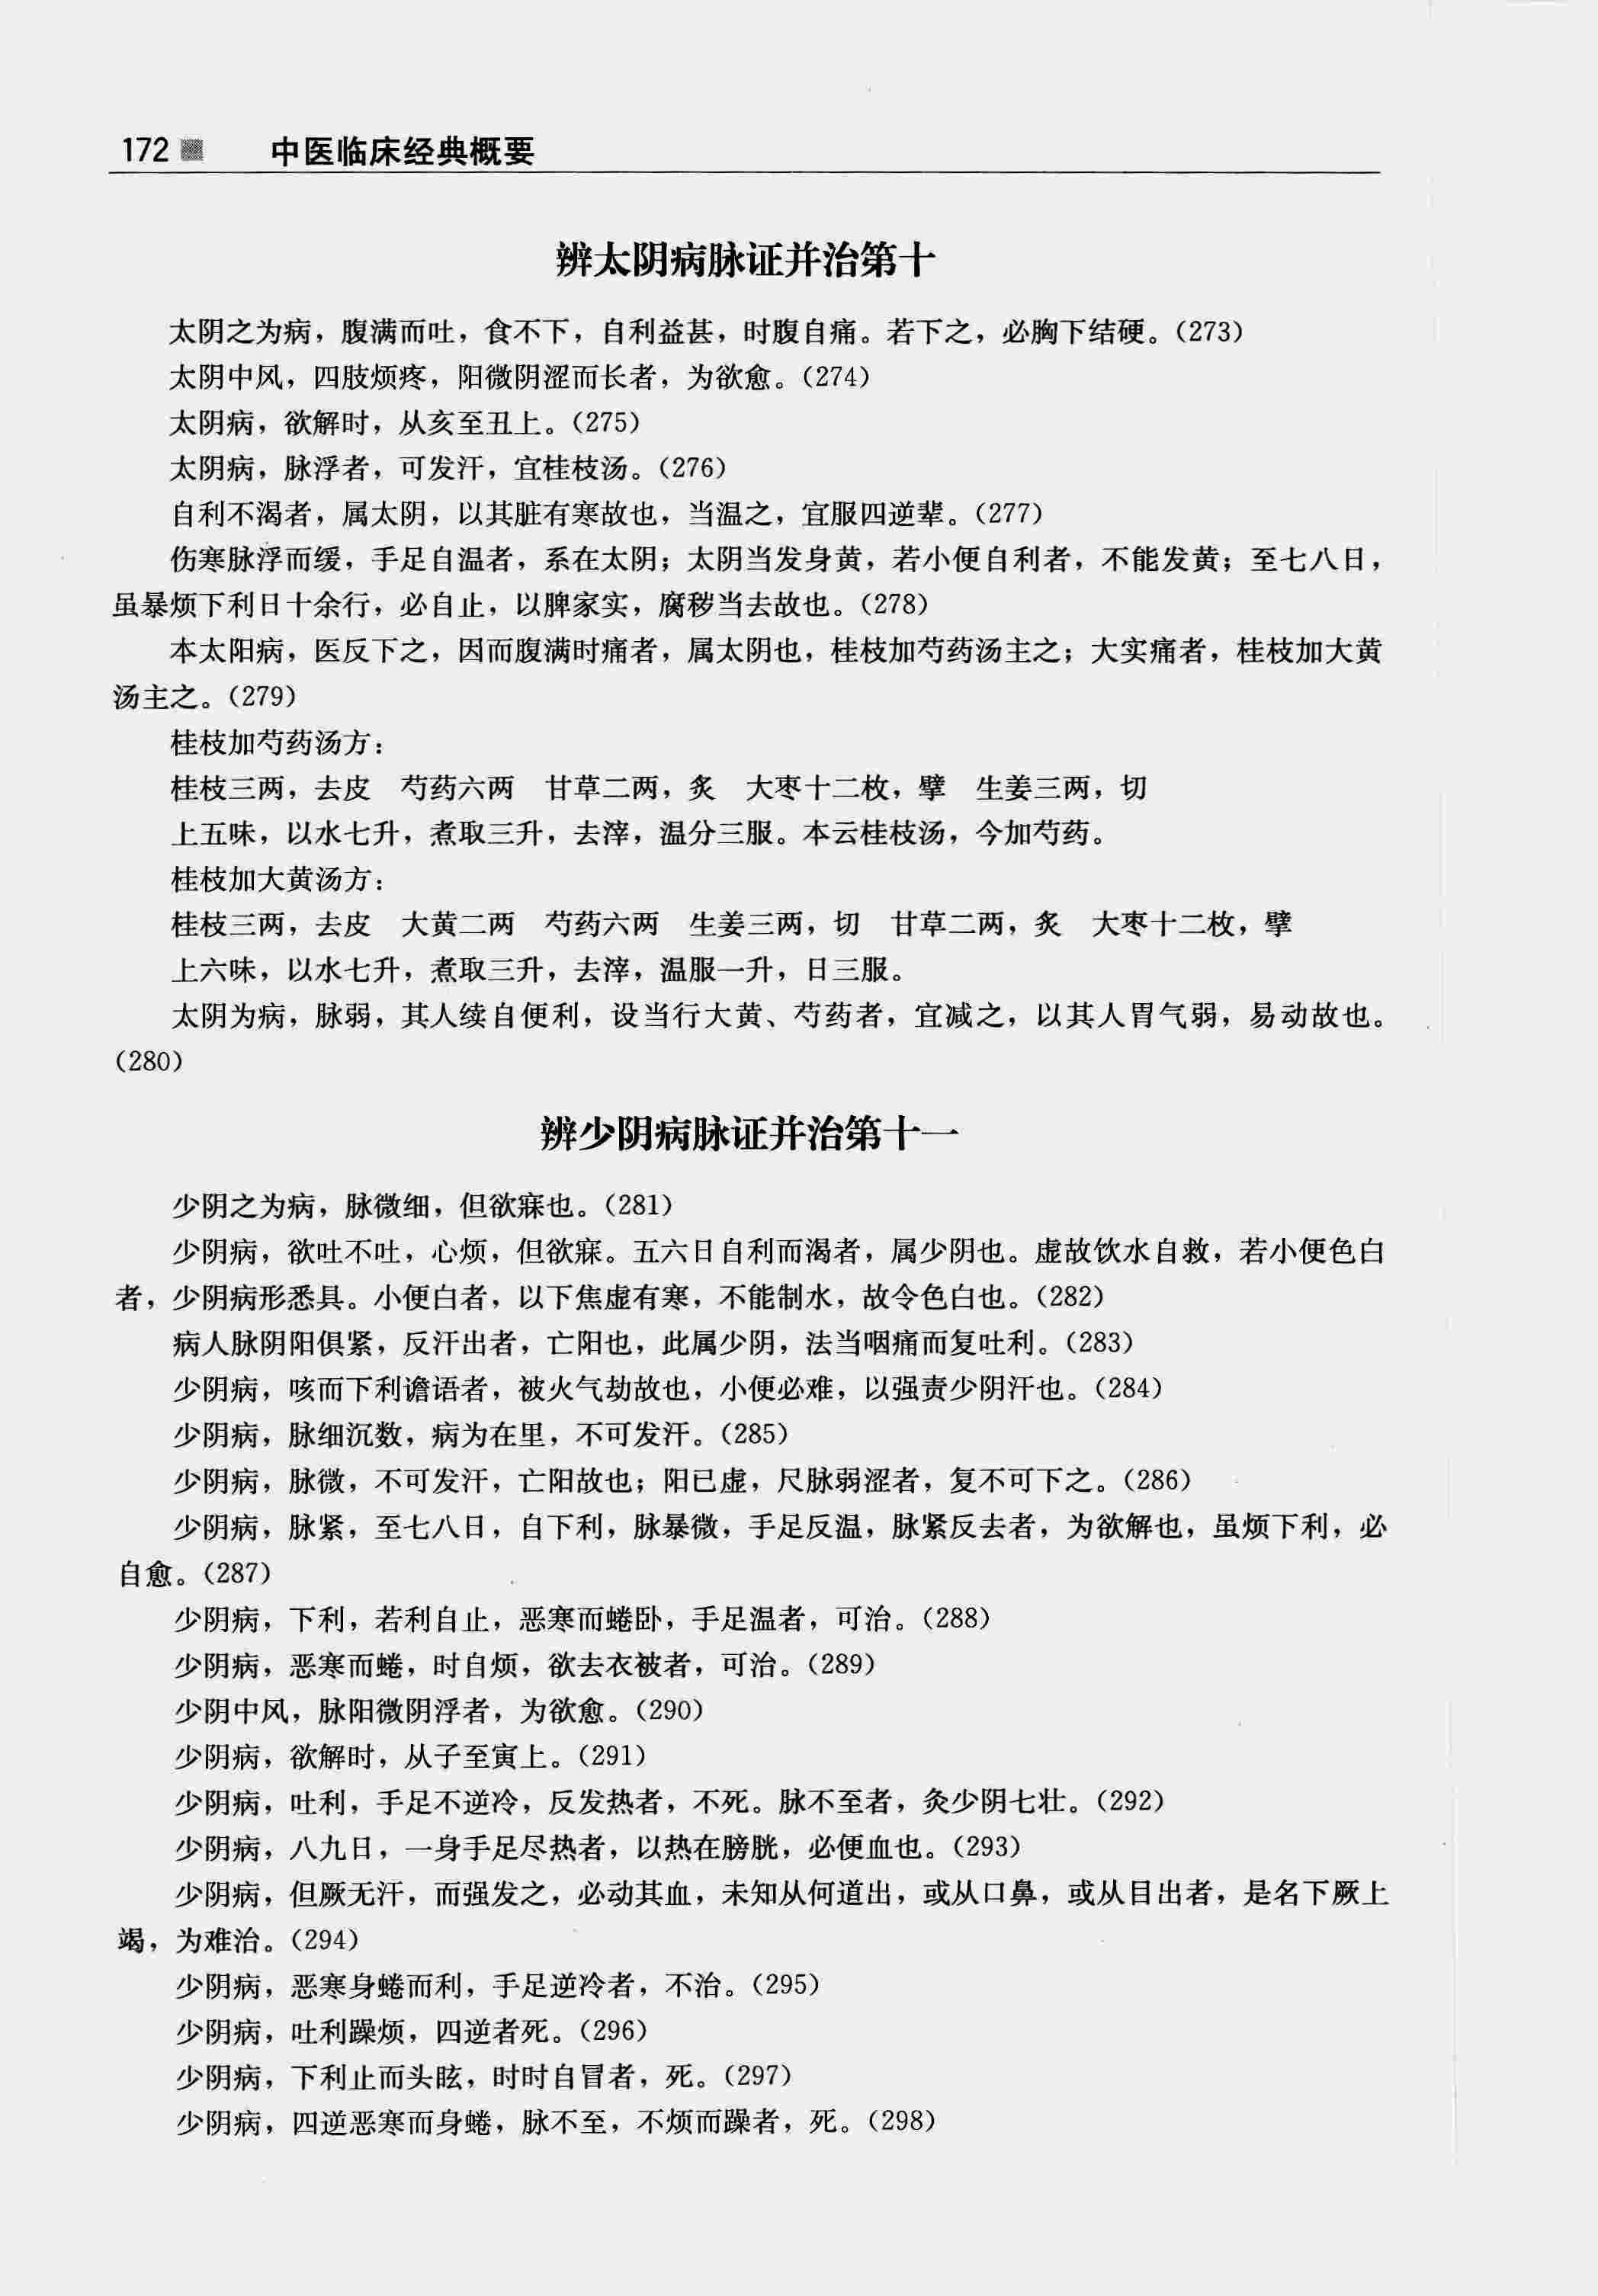 172 中医临床经典概要
辨太阴病脉证并治第十
太阴之为病，腹满而吐，食不下，自利益甚，时腹自痛。若下之，必胸下结硬。（273）
太阴中风，四肢烦疼，阳微阴涩而长者，为欲愈。（274）
太阴病，欲解时，从亥至丑上。（275）
太阴病，脉浮者，可发汗，宜桂枝汤。（276）
自利不渴者，属太阴，以其脏有寒故也，当温之，宜服四逆辈。（277）
伤寒脉浮而缓，手足自温者，系在太阴；太阴当发身黄，若小便自利者，不能发黄；至七八日，
虽暴烦下利日十余行，必自止，以脾家实，腐秽当去故也。（278）
本太阳病，医反下之，因而腹满时痛者，属太阴也，桂枝加芍药汤主之；大实痛者，桂枝加大黄
汤主之。（279）
桂枝加芍药汤方：
桂枝三两，去皮　芍药六两　甘草二两，炙　大枣十二枚，擘　生姜三两，切
上五味，以水七升，煮取三升，去滓，温分三服。本云桂枝汤，今加芍药。
桂枝加大黄汤方：
桂枝三两，去皮　大黄二两　芍药六两　生姜三两，切　甘草二两，炙　大枣十二枚，擘
上六味，以水七升，煮取三升，去滓，温服一升，日三服。
太阴为病，脉弱，其人续自便利，设当行大黄、芍药者，宜减之，以其人胃气弱，易动故也。
（280）
辨少阴病脉证并治第十一
少阴之为病，脉微细，但欲寐也。（281）
少阴病，欲吐不吐，心烦，但欲寐。五六日自利而渴者，属少阴也。虚故饮水自救，若小便色白
者，少阴病形悉具。小便白者，以下焦虚有寒，不能制水，故令色白也。（282）
病人脉阴阳俱紧，反汗出者，亡阳也，此属少阴，法当咽痛而复吐利。（283）
少阴病，咳而下利谵语者，被火气劫故也，小便必难，以强责少阴汗也。（284）
少阴病，脉细沉数，病为在里，不可发汗。（285）
少阴病，脉微，不可发汗，亡阳故也；阳已虚，尺脉弱涩者，复不可下之。（286）
少阴病，脉紧，至七八日，自下利，脉暴微，手足反温，脉紧反去者，为欲解也，虽烦下利，必
自愈。（287）
少阴病，下利，若利自止，恶寒而蜷卧，手足温者，可治。（288）
少阴病，恶寒而蜷，时自烦，欲去衣被者，可治。（289）
少阴中风，脉阳微阴浮者，为欲愈。（290）
少阴病，欲解时，从子至寅上。（291）
少阴病，吐利，手足不逆冷，反发热者，不死。脉不至者，灸少阴七壮。（292）
少阴病，八九日，一身手足尽热者，以热在膀胱，必便血也。（293）
少阴病，但厥无汗，而强发之，必动其血，未知从何道出，或从口鼻，或从目出者，是名下厥上
竭，为难治。（294）
少阴病，恶寒身蜷而利，手足逆冷者，不治。（295）
少阴病，吐利躁烦，四逆者死。（296）
少阴病，下利止而头眩，时时自冒者，死。（297）
少阴病，四逆恶寒而身蜷，脉不至，不烦而躁者，死。（298）